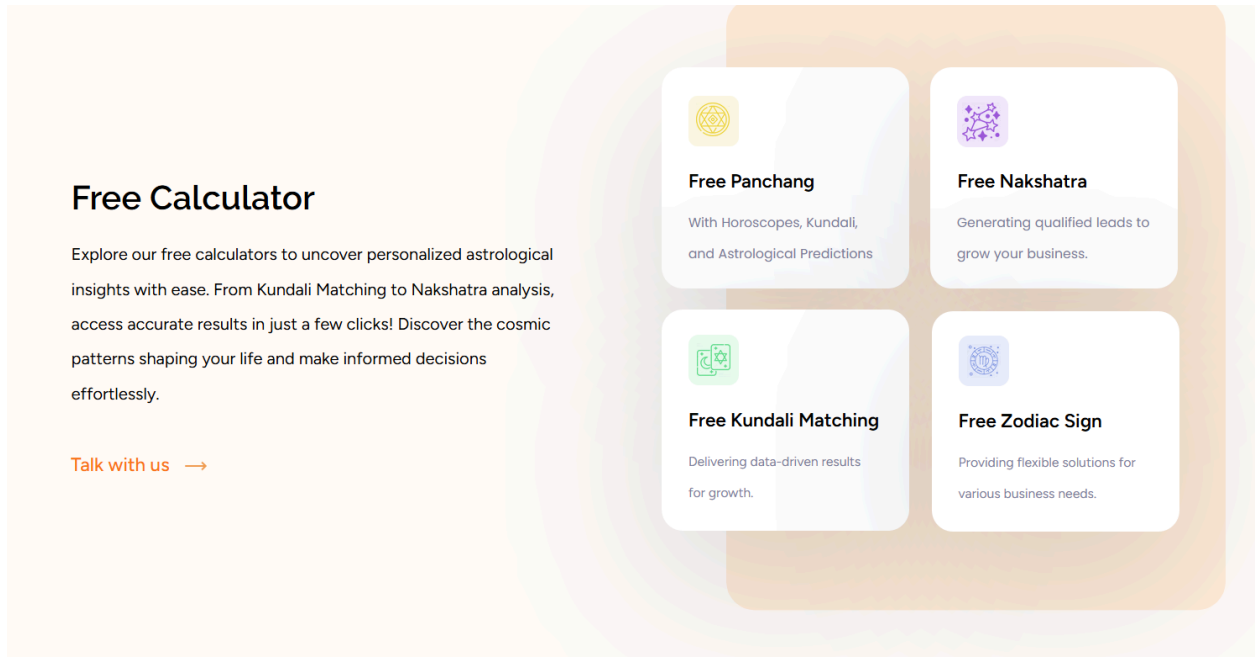 Free Calculator
Explore our free calculators to uncover personalized astrological
insights with ease. From Kundali Matching to Nakshatra analysis,
access accurate results in just a few clicks! Discover the cosmic
patterns shaping your life and make informed decisions
effortlessly.
Talk with us
Free Panchang
With Horoscopes, Kundali,
and Astrological Predictions
Free Nakshatra
Generating qualified leads to
grow your business.
Free Kundali Matching
Delivering data-driven results
for growth.
Free Zodiac Sign
Providing flexible solutions for
various business needs.